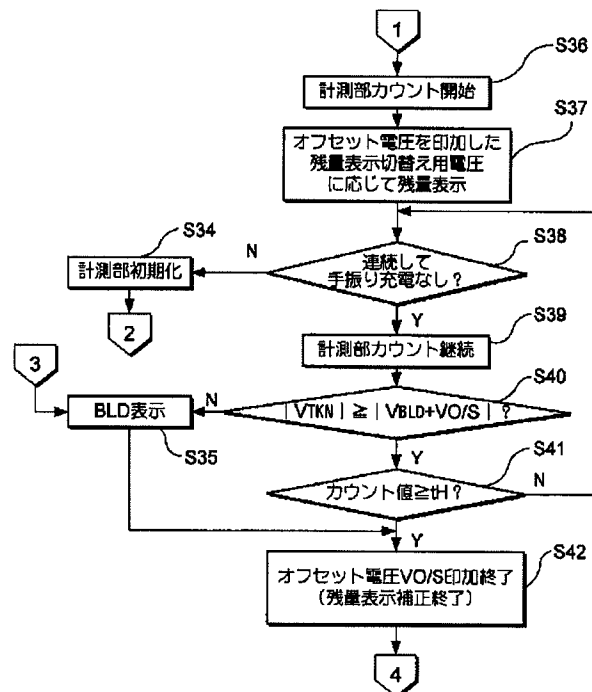 1
S36
計測部カウント開始
S37
オフセット電圧を印加した
残量表示切替え用電圧
に応じて残量表示
S34
N
S38
計測部初期化
連続して
手振り充電なし？
2
Y
S39
計測部カウント継続
3
S40
BLD表示
N
|VTKN| ≧ |VBLD+VO/S| ？
S35
Y
S41
カウント値≧tH？
N
Y
S42
オフセット電圧VO/S印加終了
（残量表示補正終了）
4